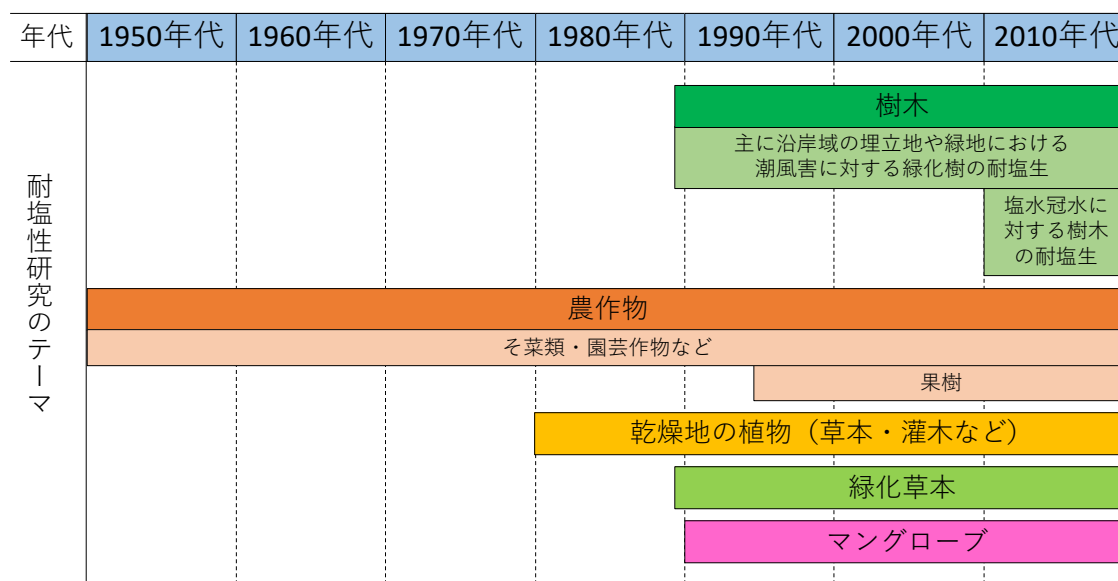 年代
1950年代
1960年代
1970年代
1980年代
1990年代
2000年代
2010年代
耐塩性研究のテーマ
樹木
主に沿岸域の埋立地や緑地における
潮風害に対する緑化樹の耐塩生
塩水冠水に
対する樹木
の耐塩生
農作物
そ菜類・園芸作物など
果樹
乾燥地の植物（草本・灌木など）
緑化草本
マングローブ